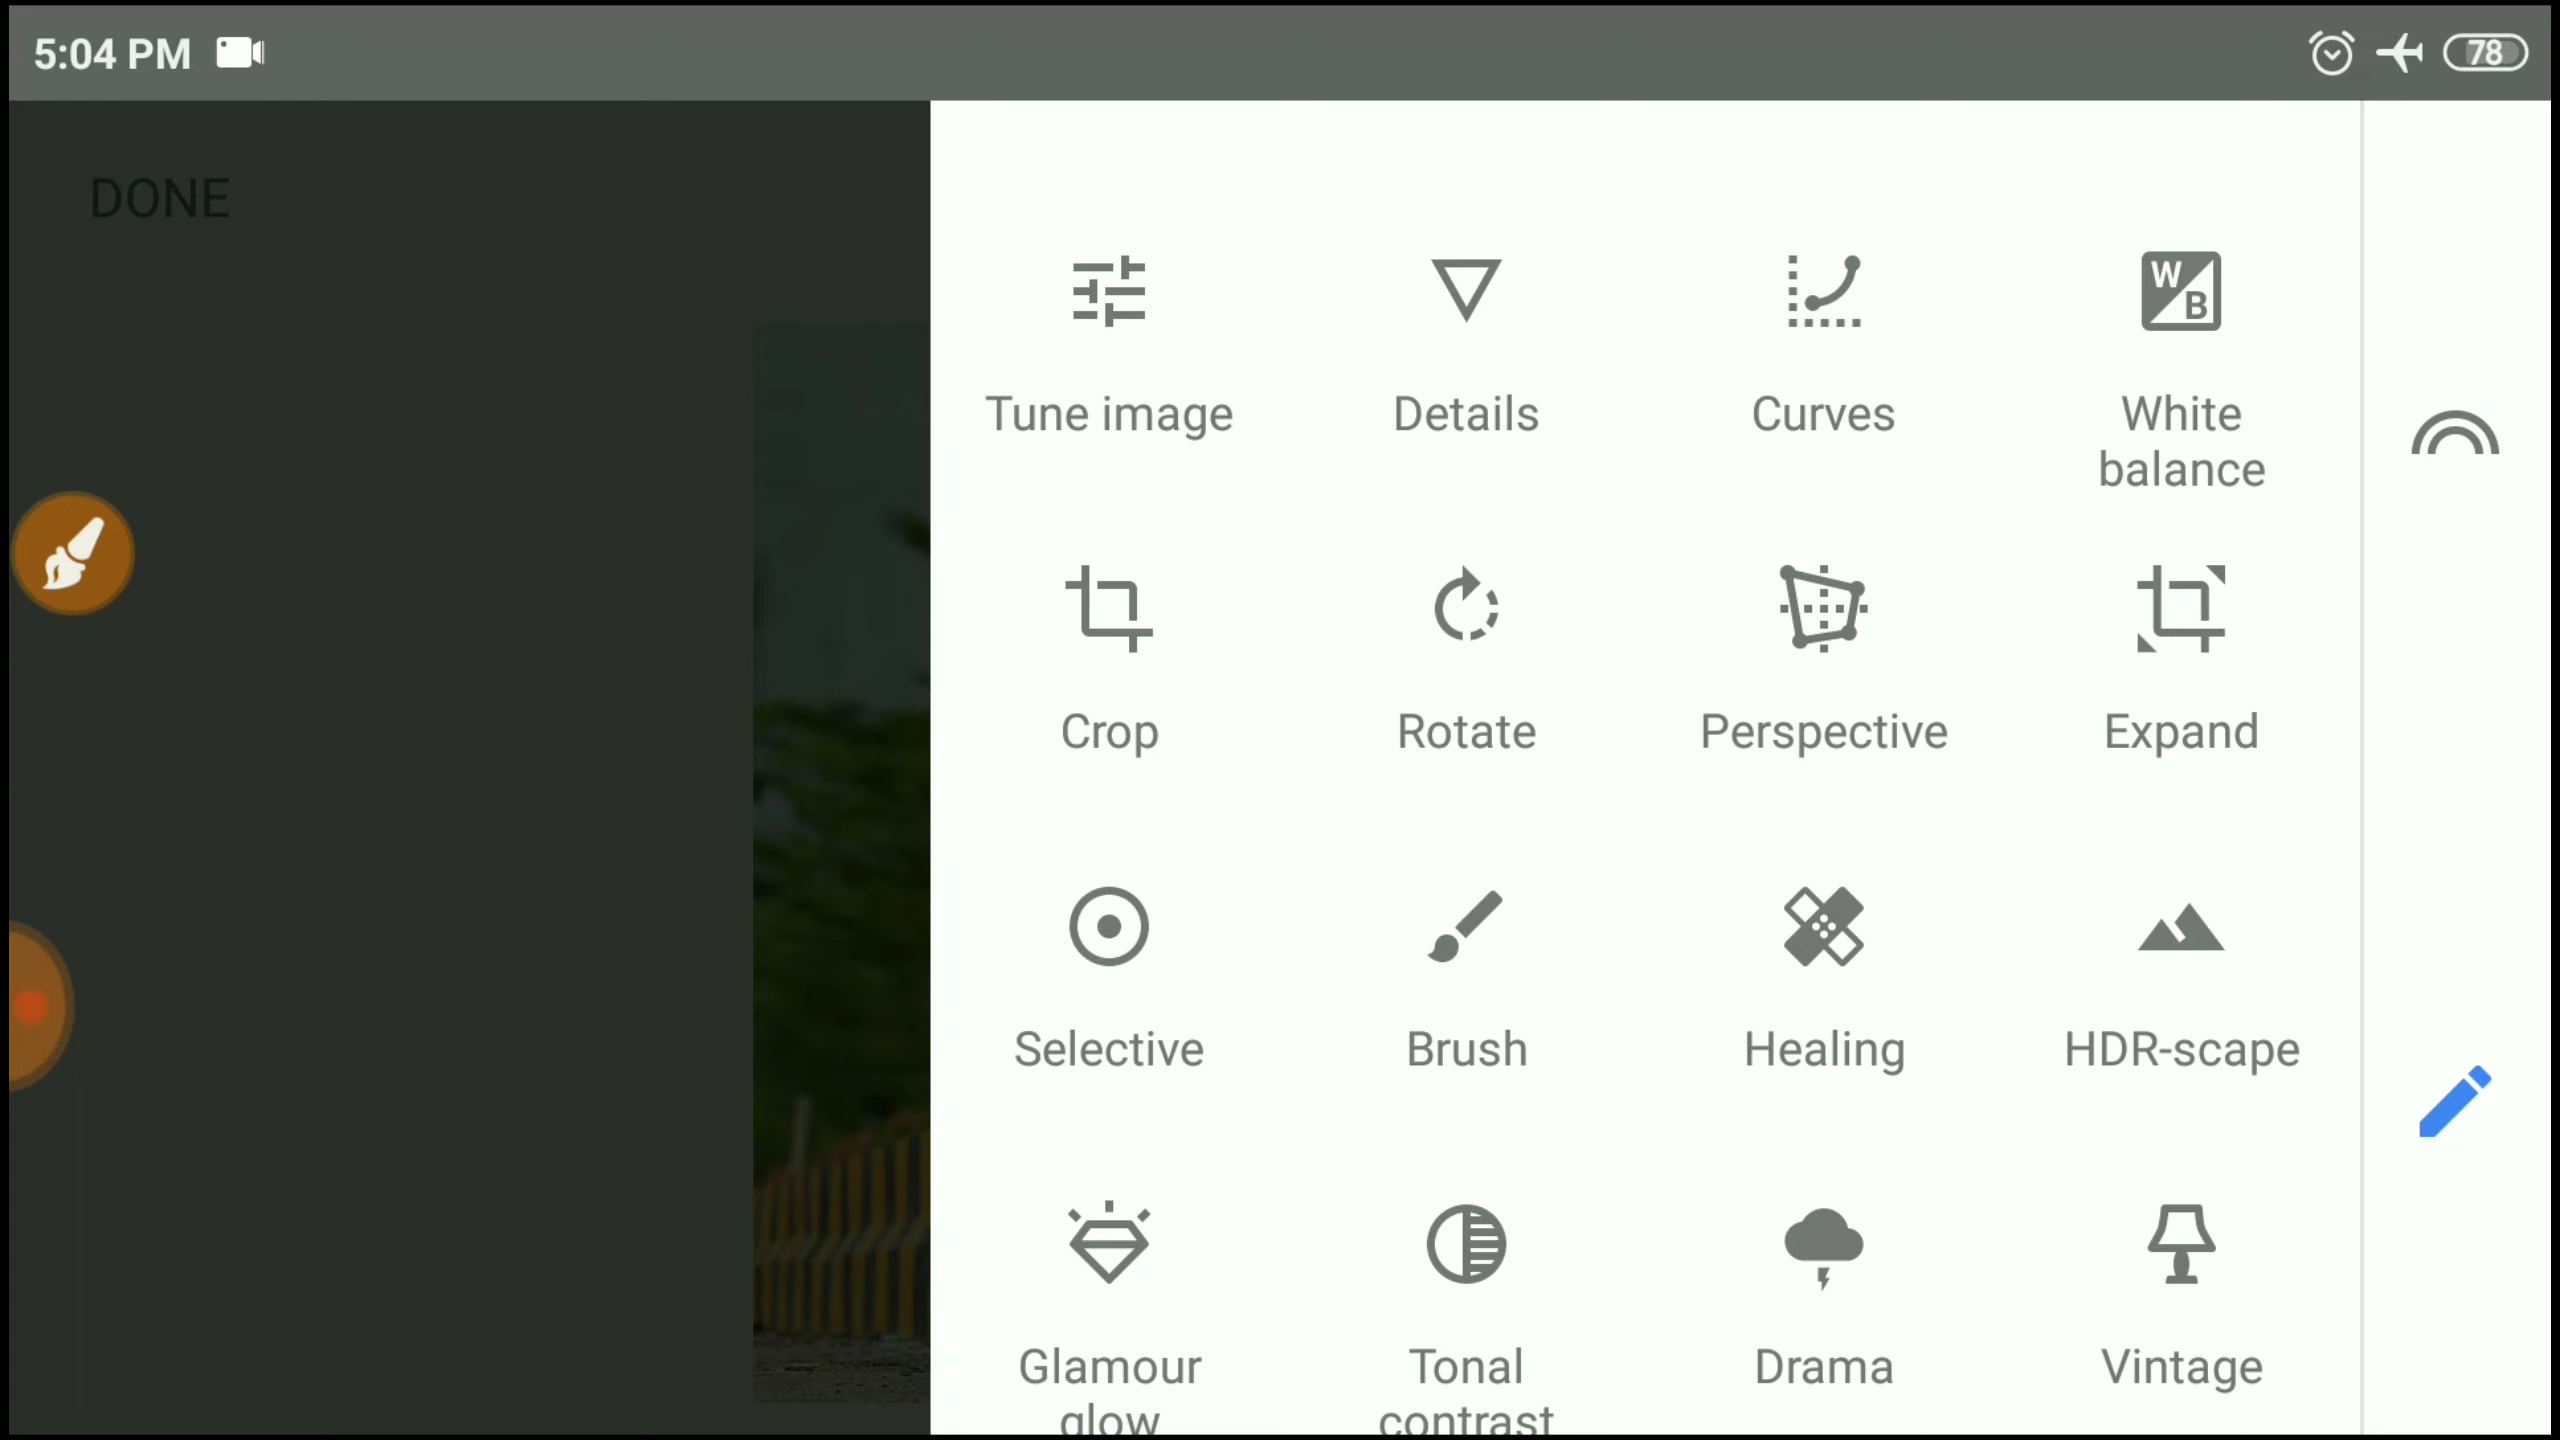 5:04 PM
78
DONE
Tune image
Details
Curves
W
B
White
balance
Crop
Rotate
Perspective
Expand
Selective
Brush
Healing
HDR-scape
Glamour
glow
Tonal
contrast
Drama
Vintage